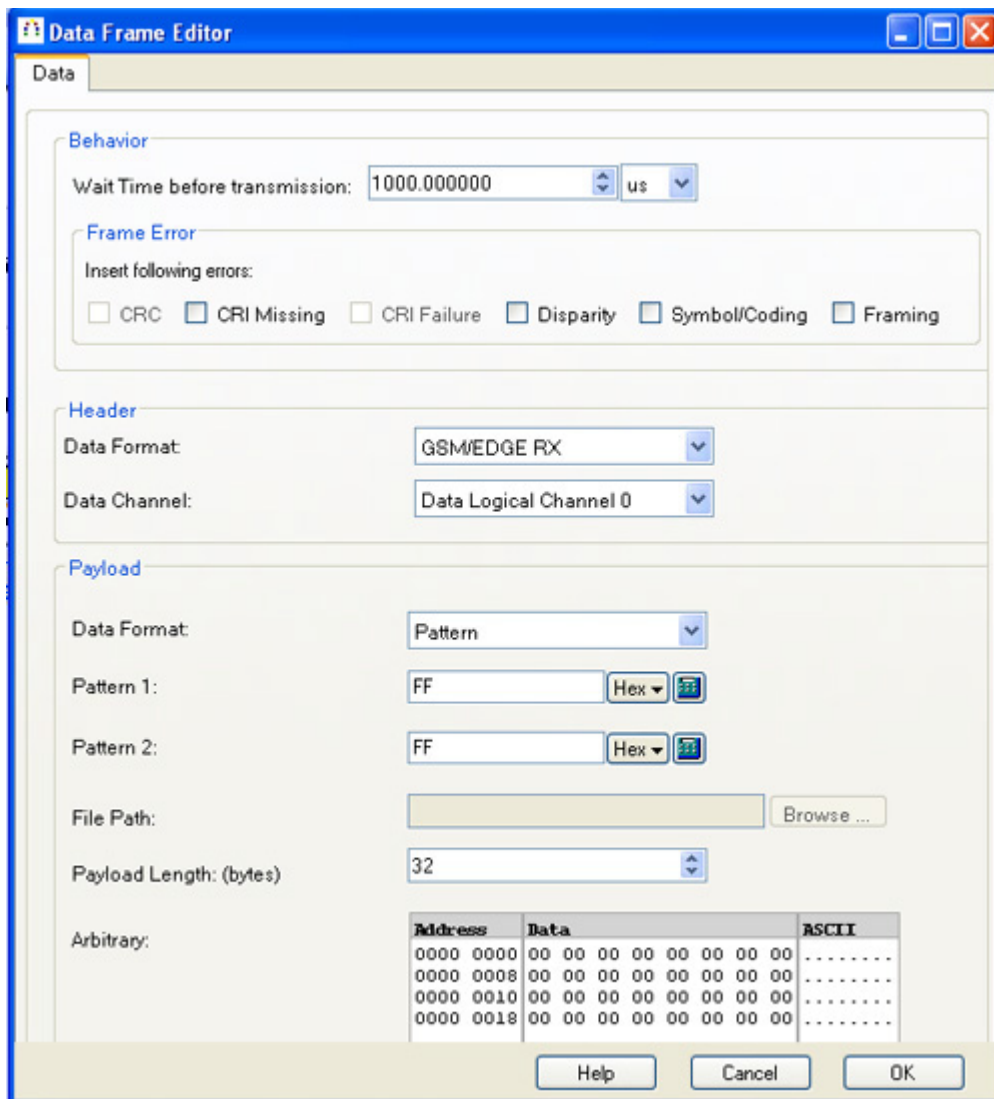 Data Frame Editor
Data
Behavior
Wait Time before transmission: 1000.000000 us
Frame Error
Insert following errors:
CRC CRI Missing CRI Failure Disparity Symbol/Coding Framing
Header
Data Format: GSM/EDGE RX
Data Channel: Data Logical Channel 0
Payload
Data Format: Pattern
Pattern 1: FF Hex
Pattern 2: FF Hex
File Path: Browse ...
Payload Length: (bytes) 32
Arbitrary:
Address Data ASCII
0000 0000 00 00 00 00 00 00 00 00 ........
0000 0008 00 00 00 00 00 00 00 00 ........
0000 0010 00 00 00 00 00 00 00 00 ........
0000 0018 00 00 00 00 00 00 00 00 ........
Help Cancel OK